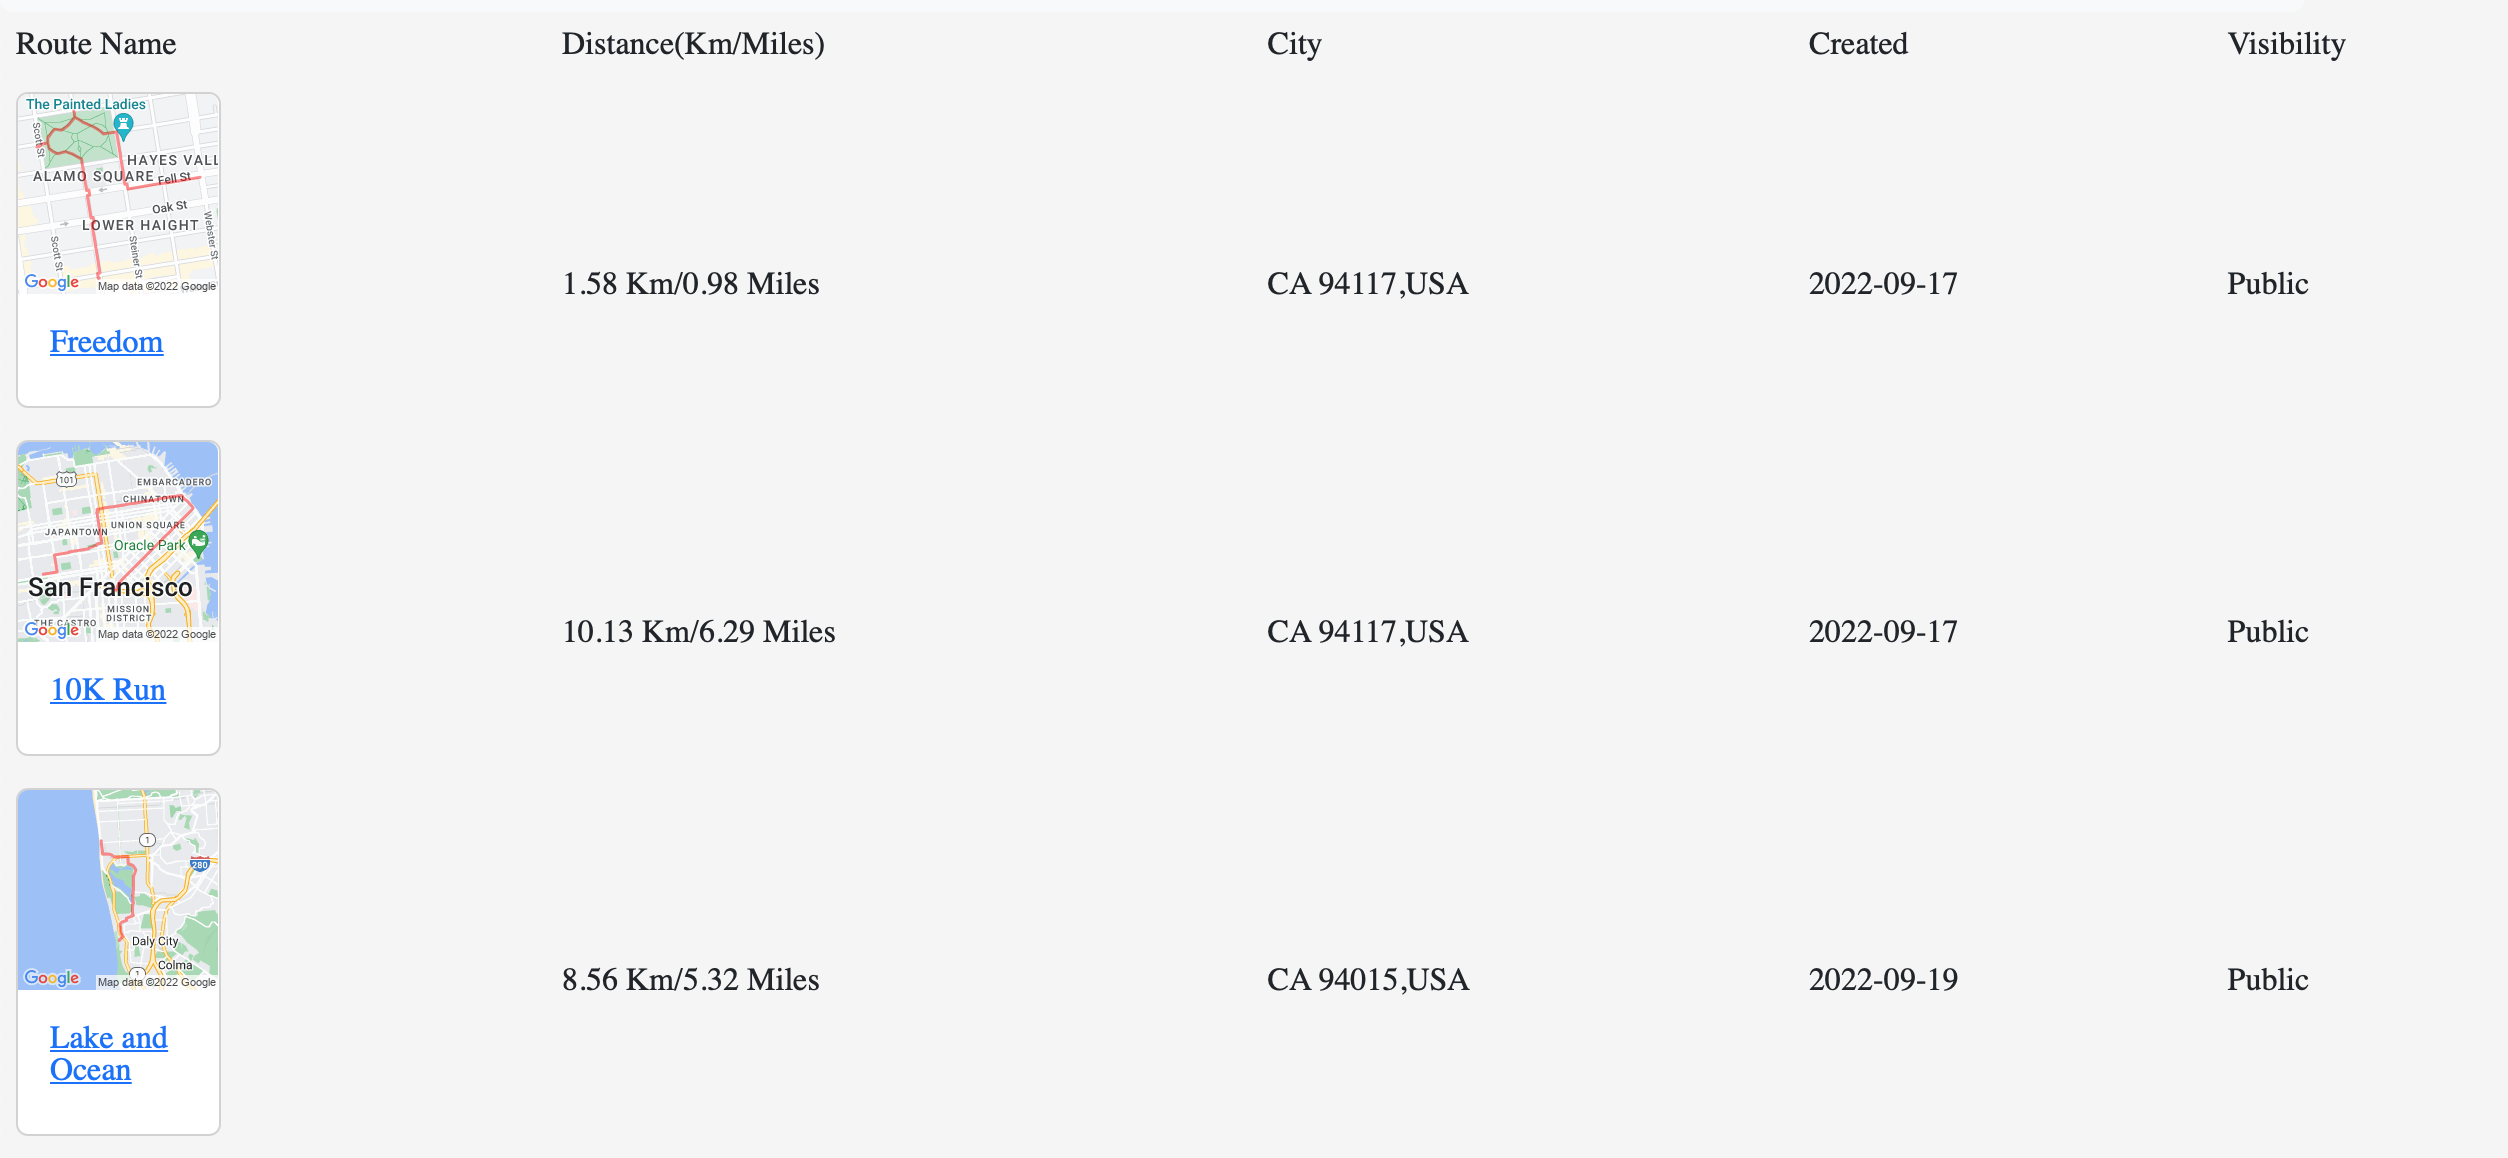 Route Name Distance(Km/Miles) City Created Visibility
The Painted Ladies
Scott St
HAYES VALL
ALAMO SQUARE Fell St
Oak St
LOWER HAIGHT
Webster St
Scott St
Steiner St
Google Map data ©2022 Google
1.58 Km/0.98 Miles CA 94117,USA 2022-09-17 Public
Freedom
101
EMBARCADERO
CHINATOWN
UNION SQUARE
JAPANTOWN
Oracle Park
San Francisco
MISSION
DISTRICT
THE CASTRO
Google Map data ©2022 Google
10.13 Km/6.29 Miles CA 94117,USA 2022-09-17 Public
10K Run
1
280
Daly City
Colma
1
Google Map data ©2022 Google
8.56 Km/5.32 Miles CA 94015,USA 2022-09-19 Public
Lake and
Ocean